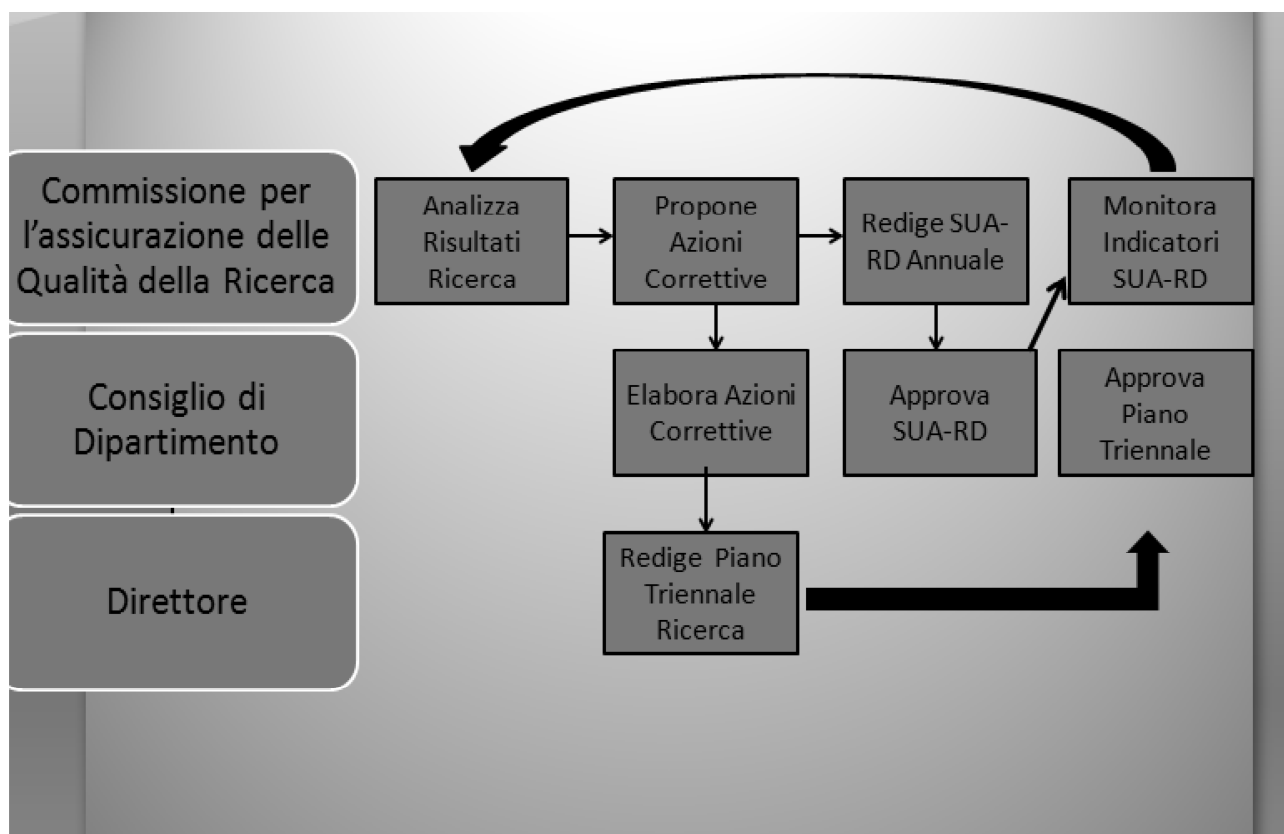 Commissione per
l'assicurazione delle
Qualità della Ricerca
Analizza
Risultati
Ricerca
Propone
Azioni
Correttive
Redige SUA-
RD Annuale
Monitora
Indicatori
SUA-RD
Consiglio di
Dipartimento
Elabora Azioni
Correttive
Approva
SUA-RD
Approva
Piano
Triennale
Direttore
Redige Piano
Triennale
Ricerca